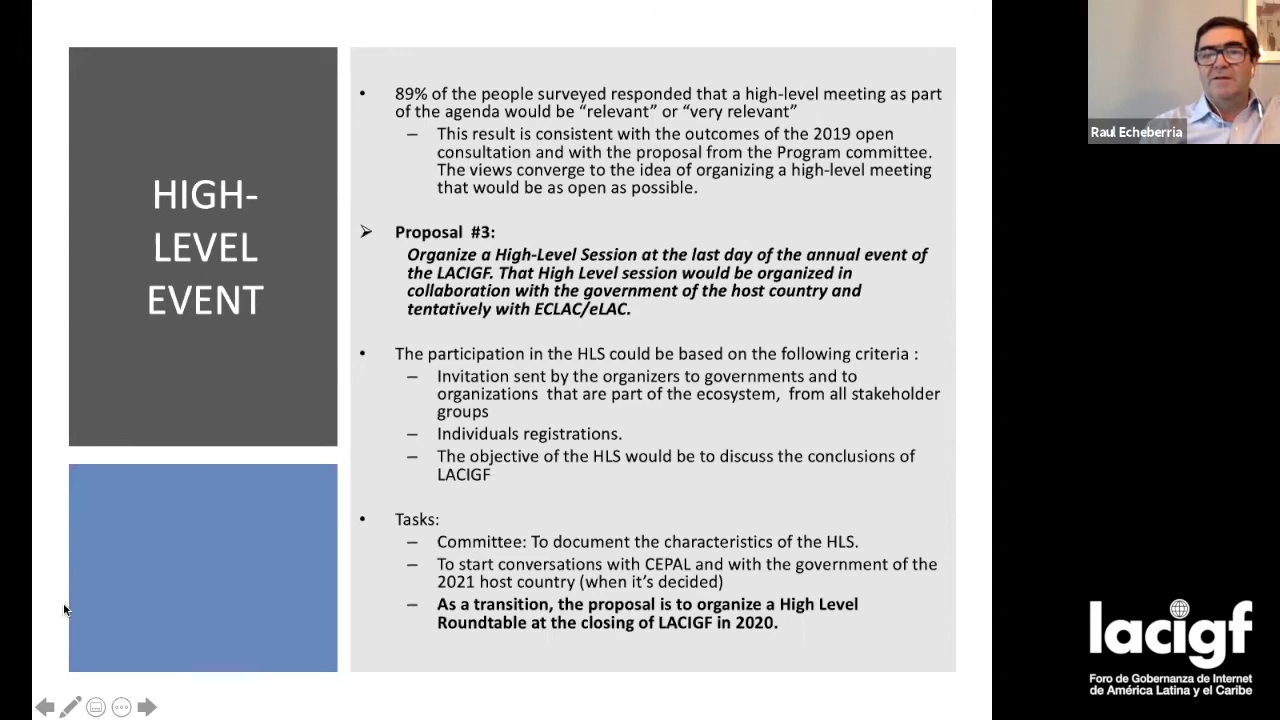 HIGH-
LEVEL
EVENT
• 89% of the people surveyed responded that a high-level meeting as part
of the agenda would be “relevant” or “very relevant”
– This result is consistent with the outcomes of the 2019 open
consultation and with the proposal from the Program committee.
The views converge to the idea of organizing a high-level meeting
that would be as open as possible.
➢ Proposal #3:
Organize a High-Level Session at the last day of the annual event of
the LACIGF. That High Level session would be organized in
collaboration with the government of the host country and
tentatively with ECLAC/eLAC.
• The participation in the HLS could be based on the following criteria :
– Invitation sent by the organizers to governments and to
organizations that are part of the ecosystem, from all stakeholder
groups
– Individuals registrations.
– The objective of the HLS would be to discuss the conclusions of
LACIGF
• Tasks:
– Committee: To document the characteristics of the HLS.
– To start conversations with CEPAL and with the government of the
2021 host country (when it’s decided)
– As a transition, the proposal is to organize a High Level
Roundtable at the closing of LACIGF in 2020.
Raul Echeberria
lacigf
Foro de Gobernanza de Internet
de América Latina y el Caribe